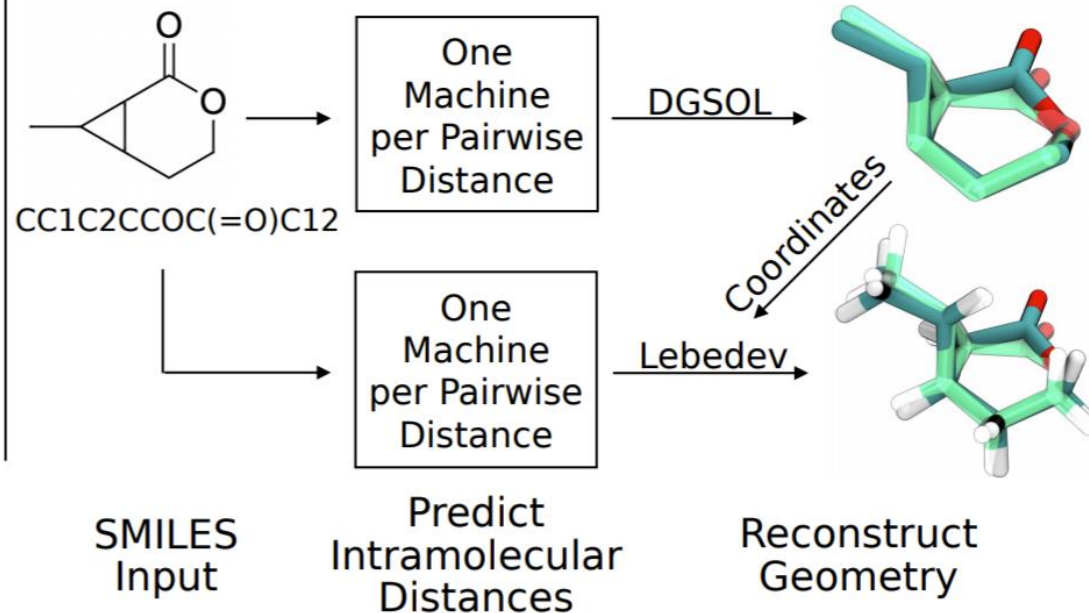 O
O
CC1C2CCOC(=O)C12
One
Machine
per Pairwise
Distance
DGSOL
Coordinates
One
Machine
per Pairwise
Distance
Lebedev
SMILES
Input
Predict
Intramolecular
Distances
Reconstruct
Geometry